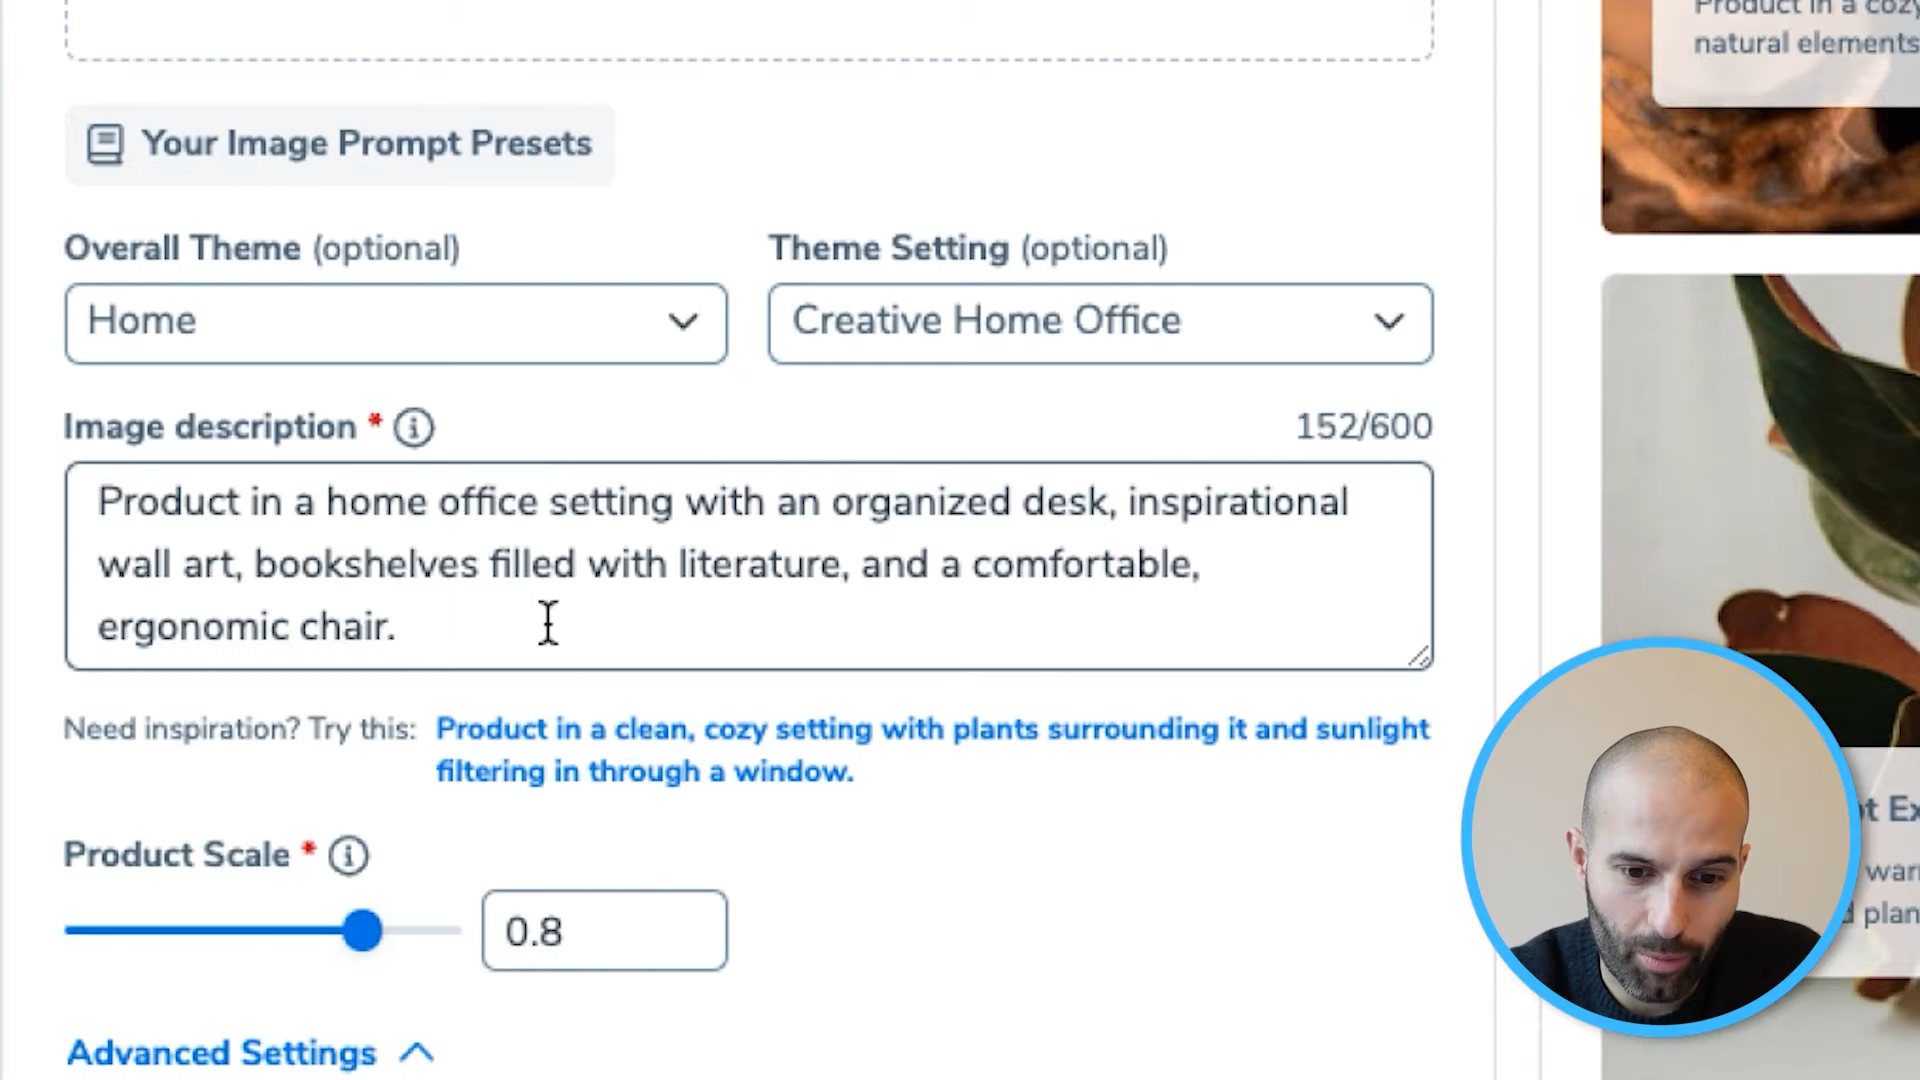 Product in a cozy
natural elements
Your Image Prompt Presets
Overall Theme (optional)
Theme Setting (optional)
Home
Creative Home Office
Image description *
152/600
Product in a home office setting with an organized desk, inspirational
wall art, bookshelves filled with literature, and a comfortable,
ergonomic chair.
Need inspiration? Try this: Product in a clean, cozy setting with plants surrounding it and sunlight
filtering in through a window.
Product Scale *
0.8
Advanced Settings